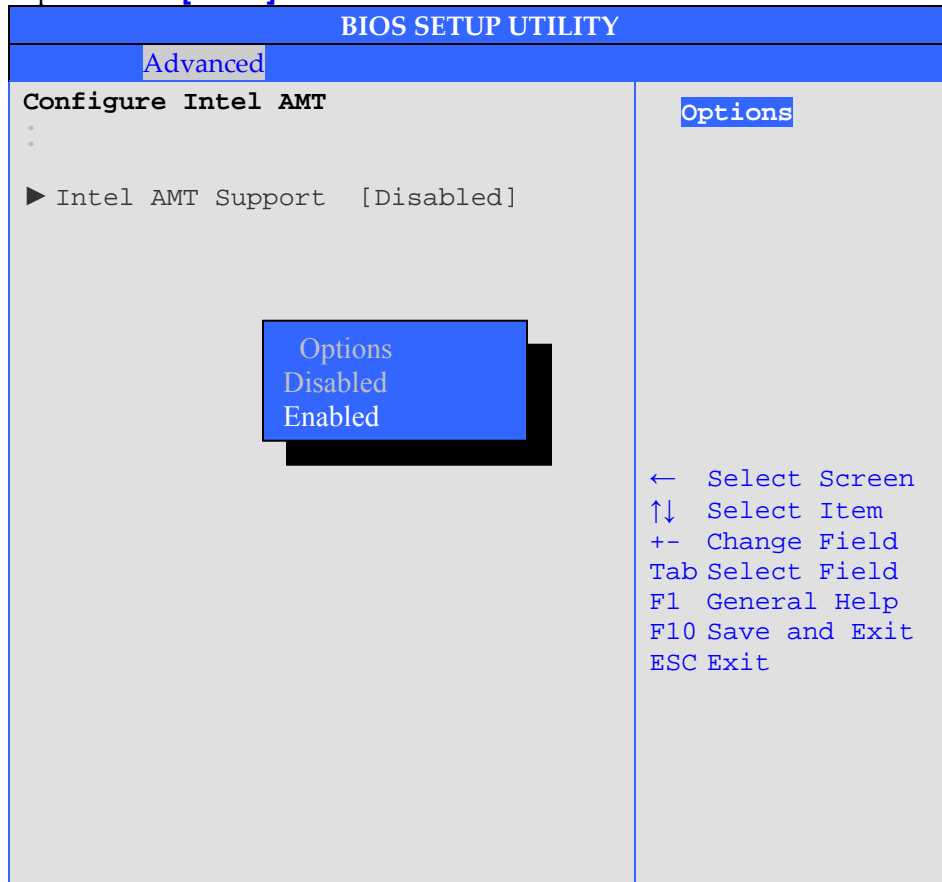 BIOS SETUP UTILITY
Advanced
Configure Intel AMT
:
▶ Intel AMT Support [Disabled]
Options
Disabled
Enabled
Options
← Select Screen
↑↓ Select Item
+- Change Field
Tab Select Field
F1 General Help
F10 Save and Exit
ESC Exit